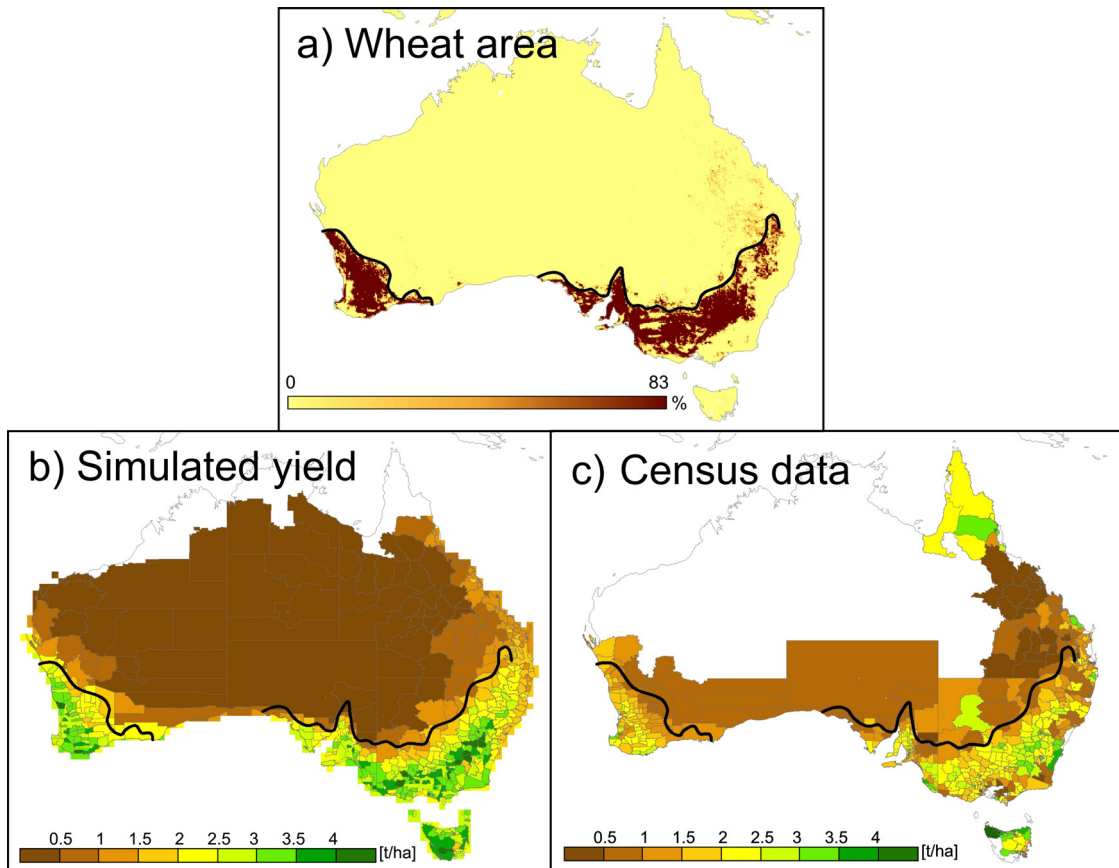 a) Wheat area
0 83
%
b) Simulated yield
0.5 1 1.5 2 2.5 3 3.5 4 [t/ha]
c) Census data
0.5 1 1.5 2 2.5 3 3.5 4 [t/ha]